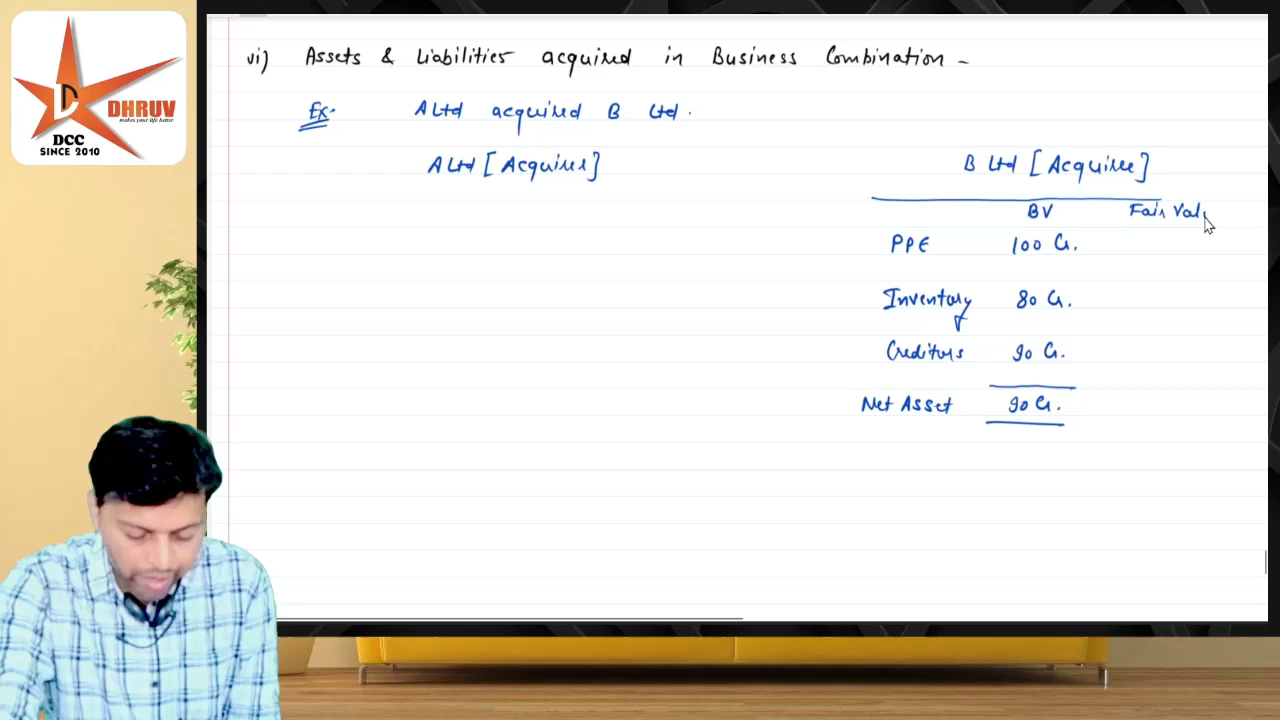 DHRUV
makes your life better
DCC
SINCE 2010
vi) Assets & Liabilities acquired in Business Combination -
Ex. A Ltd acquired B Ltd.
A Ltd [Acquirer] B Ltd [Acquiree]
BV Fair Val
PPE 100 Cr.
Inventory 80 Cr.
Creditors 90 Cr.
Net Asset 90 Cr.